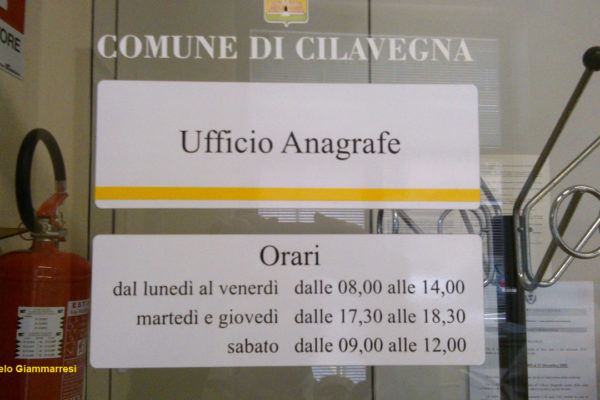 ORE
COMUNE DI CILAVEGNA
Ufficio Anagrafe
Orari
dal lunedì al venerdì dalle 08,00 alle 14,00
martedì e giovedì dalle 17,30 alle 18,30
sabato dalle 09,00 alle 12,00
elo Giammarresi